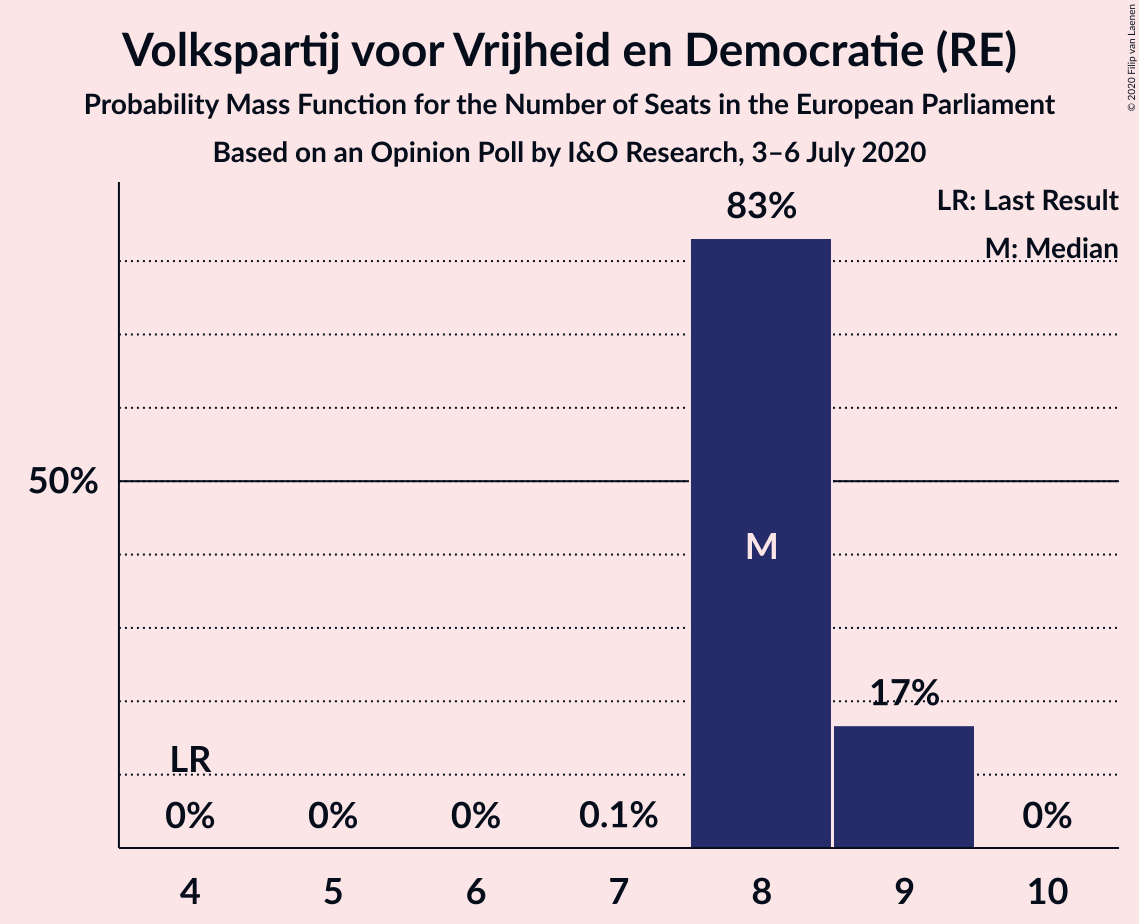 Volkspartij voor Vrijheid en Democratie (RE)
Probability Mass Function for the Number of Seats in the European Parliament
Based on an Opinion Poll by I&O Research, 3–6 July 2020
© 2020 Filip van Laenen
LR: Last Result
M: Median
83%
50%
M
17%
LR
0% 0% 0% 0.1% 0%
4 5 6 7 8 9 10